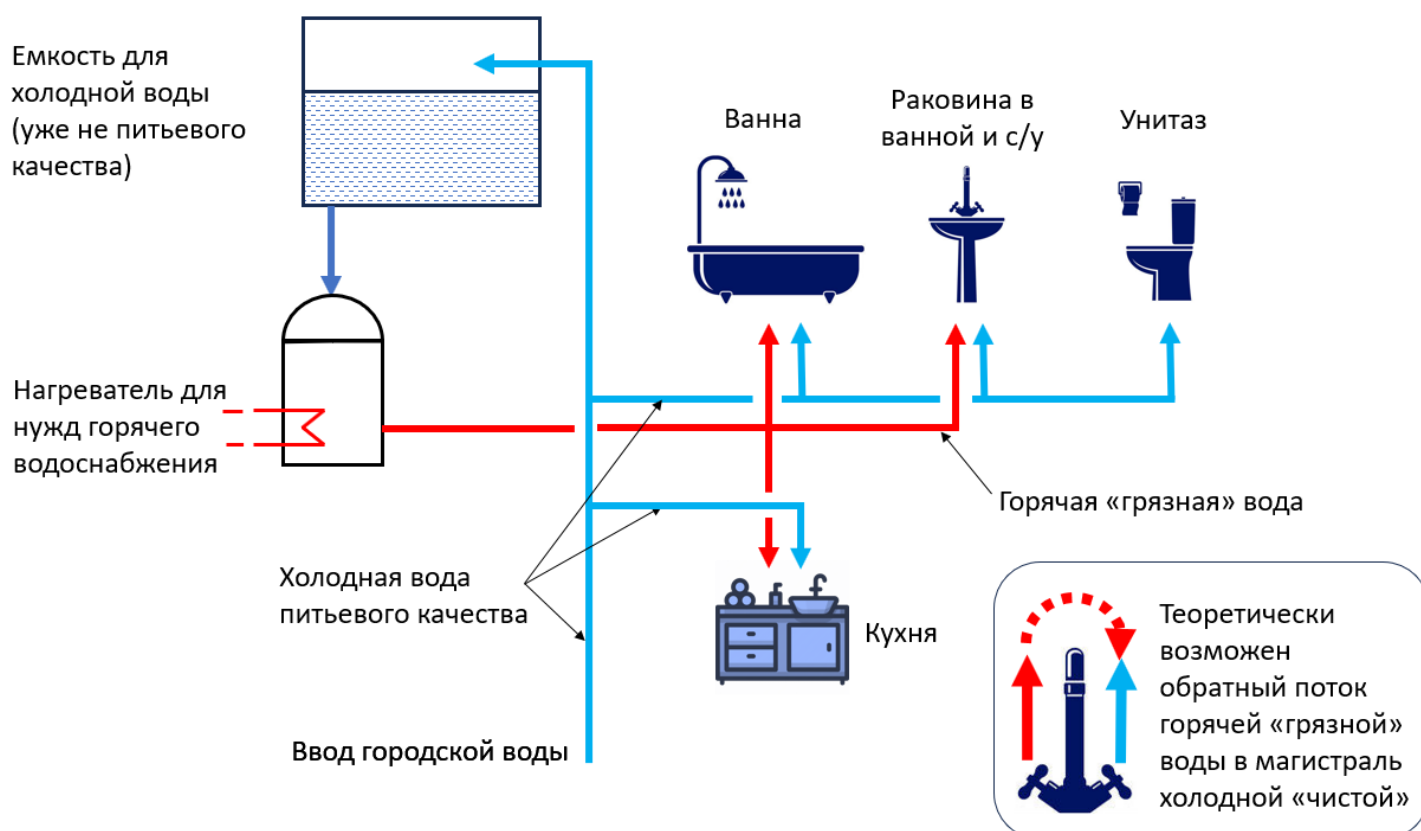 Емкость для
холодной воды
(уже не питьевого
качества)
Ванна
Раковина в
ванной и с/у
Унитаз
Нагреватель для
нужд горячего
водоснабжения
Горячая «грязная» вода
Холодная вода
питьевого качества
Кухня
Ввод городской воды
Теоретически
возможен
обратный поток
горячей «грязной»
воды в магистраль
холодной «чистой»